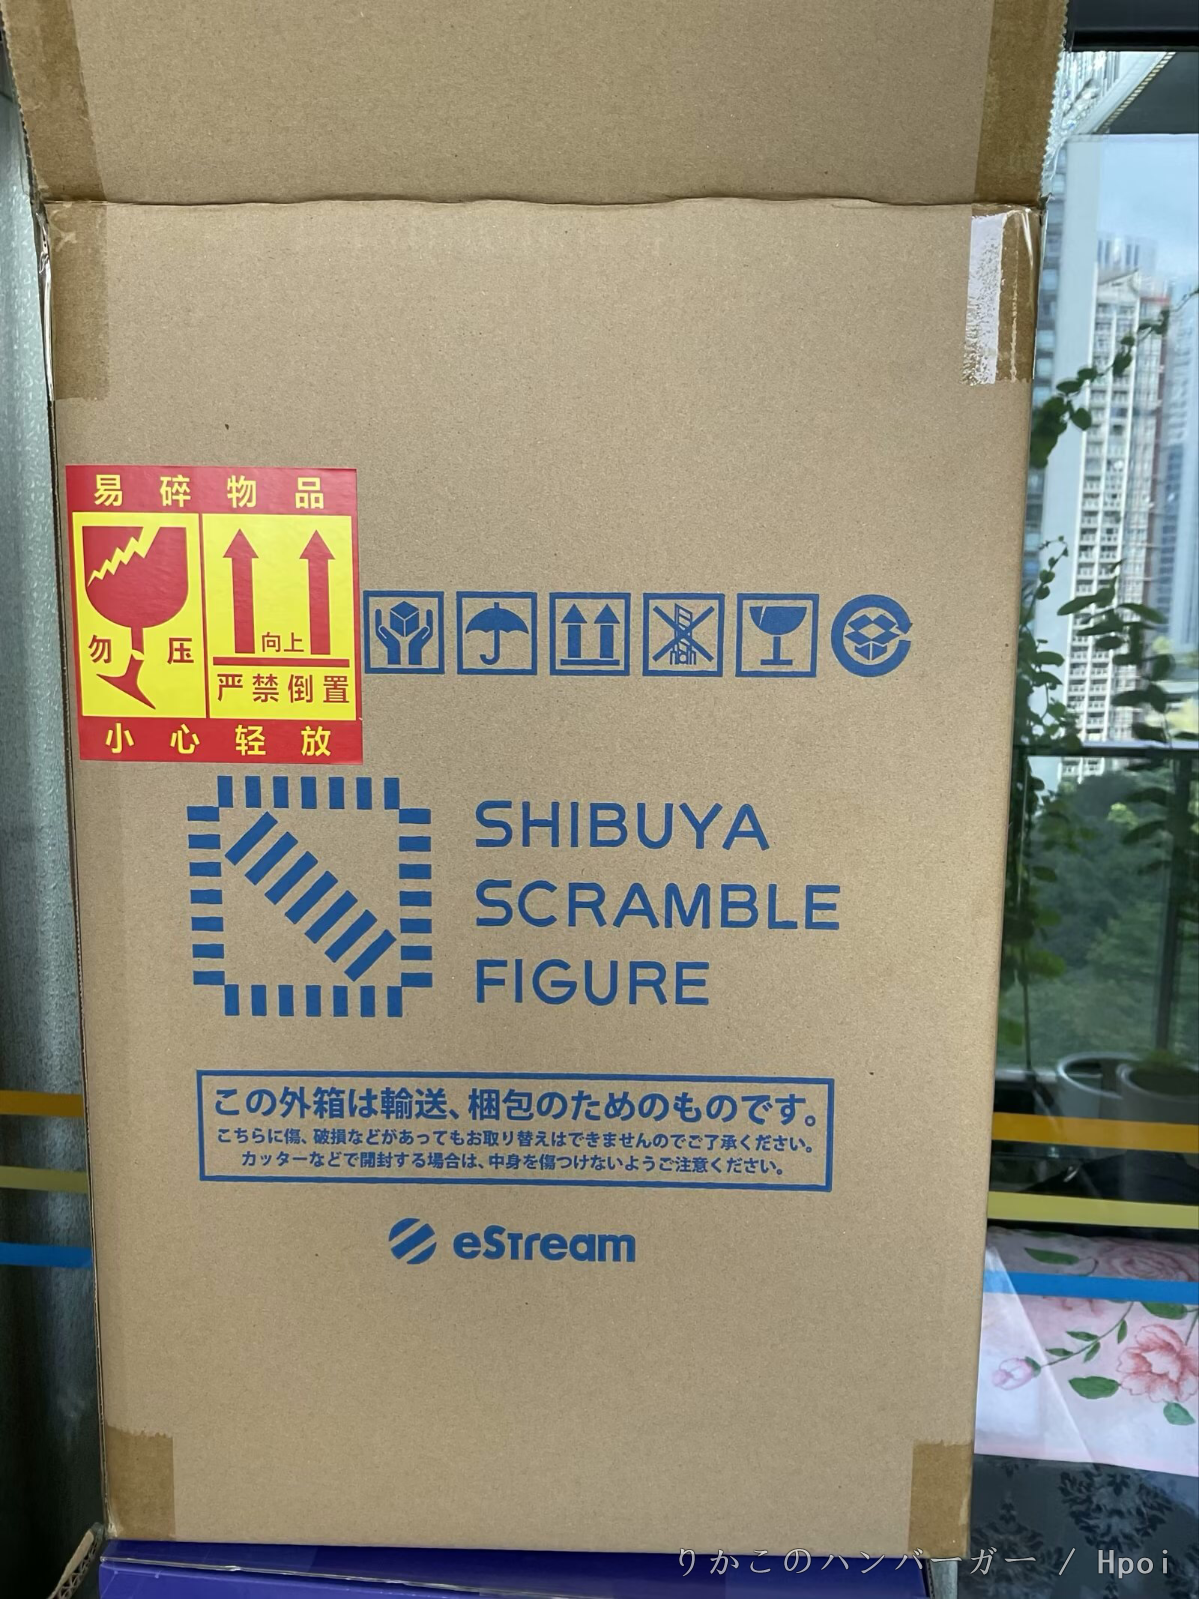 易碎物品
勿压
向上
严禁倒置
小心轻放
SHIBUYA
SCRAMBLE
FIGURE
この外箱は輸送、梱包のためのものです。
こちらに傷、破損などがあってもお取り替えはできませんのでご了承ください。
カッターなどで開封する場合は、中身を傷つけないようご注意ください。
eStream
りかこのハンバーガー / Hpoi